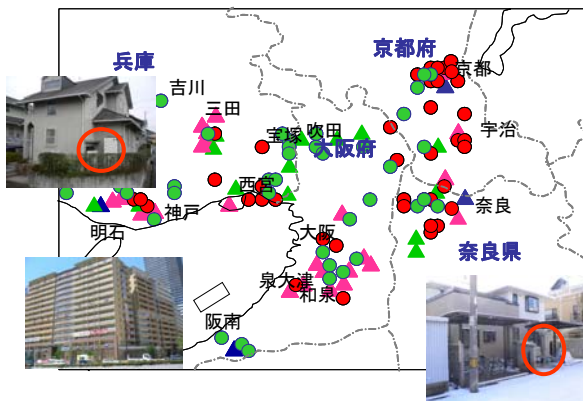 兵庫
京都府
京都
吉川
三田
宝塚
吹田
大阪府
宇治
西宮
神戸
明石
奈良
大阪
奈良県
泉大津
和泉
阪南